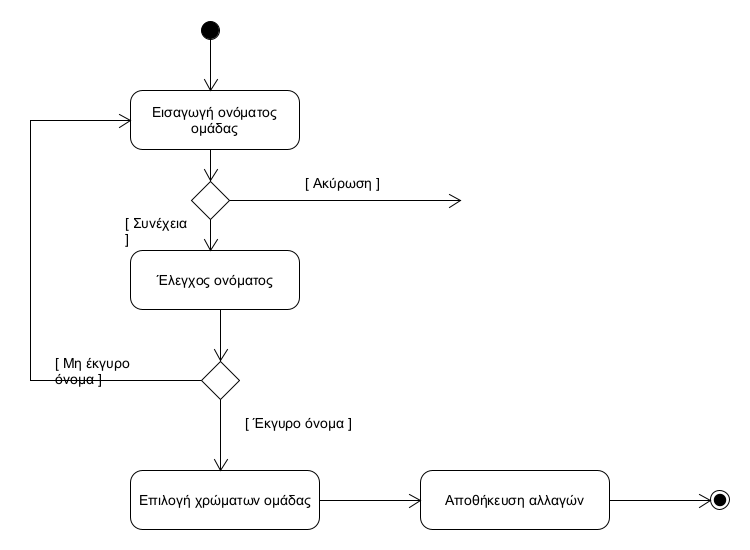 Εισαγωγή ονόματος
ομάδας
[ Ακύρωση ]
[ Συνέχεια
]
Έλεγχος ονόματος
[ Μη έκγυρο
όνομα ]
[ Έκγυρο όνομα ]
Επιλογή χρώματων ομάδας
Αποθήκευση αλλαγών